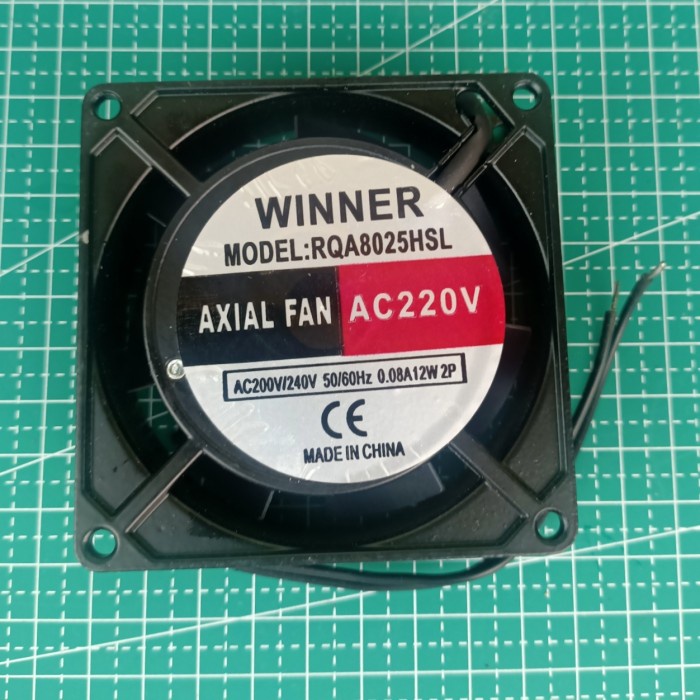 WINNER
MODEL:RQA8025HSL
AXIAL FAN AC220V
AC200V/240V 50/60Hz 0.08A12W 2P
CE
MADE IN CHINA